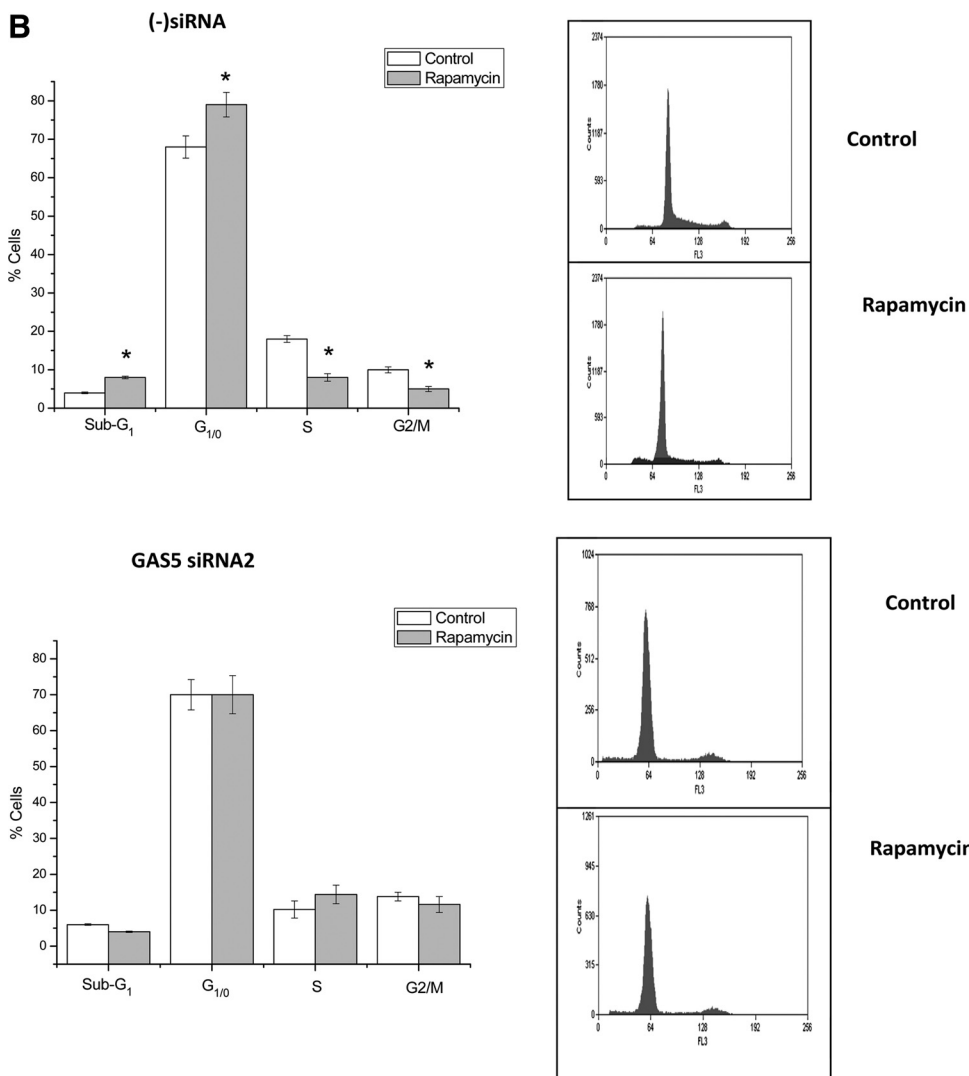 B
(-)siRNA
Control
Rapamycin
% Cells
80
70
60
50
40
30
20
10
0
*
*
*
*
Sub-G1
G1/0
S
G2/M
Counts
2374
1780
1187
593
0
0
64
128
192
256
FL3
Control
Counts
2374
1780
1187
593
0
0
64
128
192
256
FL3
Rapamycin
GAS5 siRNA2
Control
Rapamycin
% Cells
80
70
60
50
40
30
20
10
0
Sub-G1
G1/0
S
G2/M
Counts
1024
768
512
256
0
0
64
128
192
256
FL3
Control
Counts
1261
945
630
315
0
0
64
128
192
256
FL3
Rapamycin